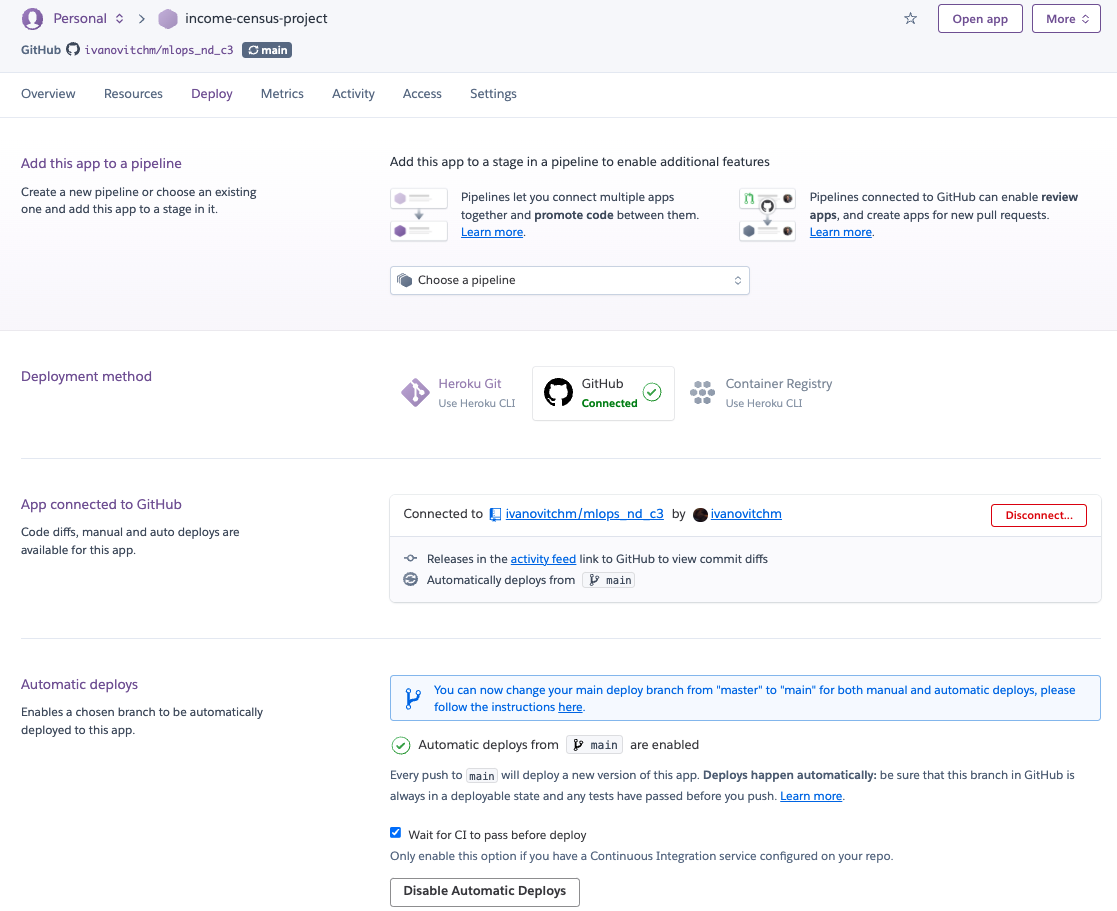 Personal
income-census-project
Open app
More
GitHub ivanovitchm/mlops_nd_c3 main
Overview Resources Deploy Metrics Activity Access Settings
Add this app to a pipeline
Create a new pipeline or choose an existing
one and add this app to a stage in it.
Add this app to a stage in a pipeline to enable additional features
Pipelines let you connect multiple apps
together and promote code between them.
Learn more.
Pipelines connected to GitHub can enable review
apps, and create apps for new pull requests.
Learn more.
Choose a pipeline
Deployment method
Heroku Git
Use Heroku CLI
GitHub
Connected
Container Registry
Use Heroku CLI
App connected to GitHub
Code diffs, manual and auto deploys are
available for this app.
Connected to ivanovitchm/mlops_nd_c3 by ivanovitchm
Disconnect...
Releases in the activity feed link to GitHub to view commit diffs
Automatically deploys from main
Automatic deploys
Enables a chosen branch to be automatically
deployed to this app.
You can now change your main deploy branch from "master" to "main" for both manual and automatic deploys, please
follow the instructions here.
Automatic deploys from main are enabled
Every push to main will deploy a new version of this app. Deploys happen automatically: be sure that this branch in GitHub is
always in a deployable state and any tests have passed before you push. Learn more.
Wait for CI to pass before deploy
Only enable this option if you have a Continuous Integration service configured on your repo.
Disable Automatic Deploys